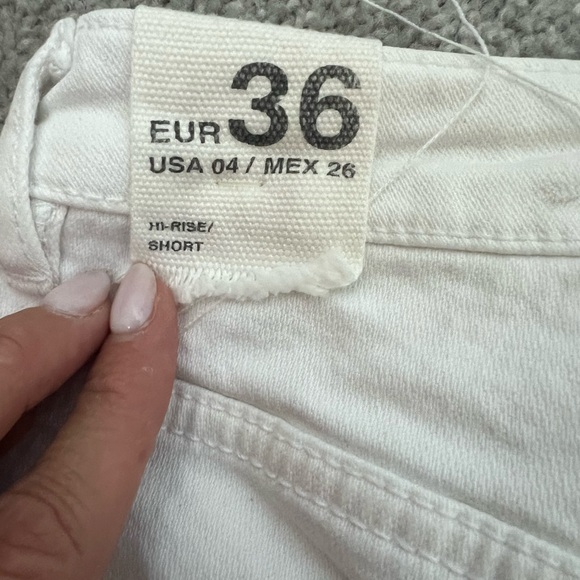 EUR 36
USA 04 / MEX 26
HI-RISE/
SHORT